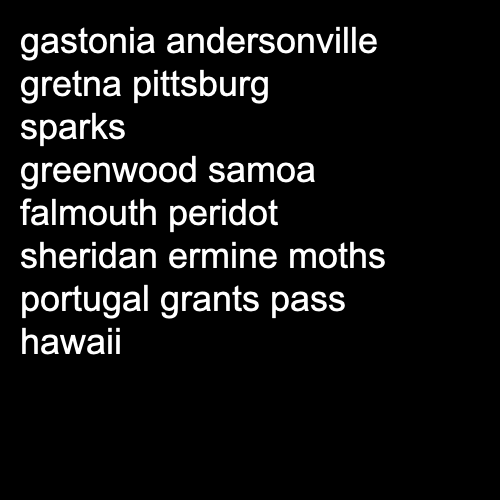 gastonia andersonville
gretna pittsburg
sparks
greenwood samoa
falmouth peridot
sheridan ermine moths
portugal grants pass
hawaii